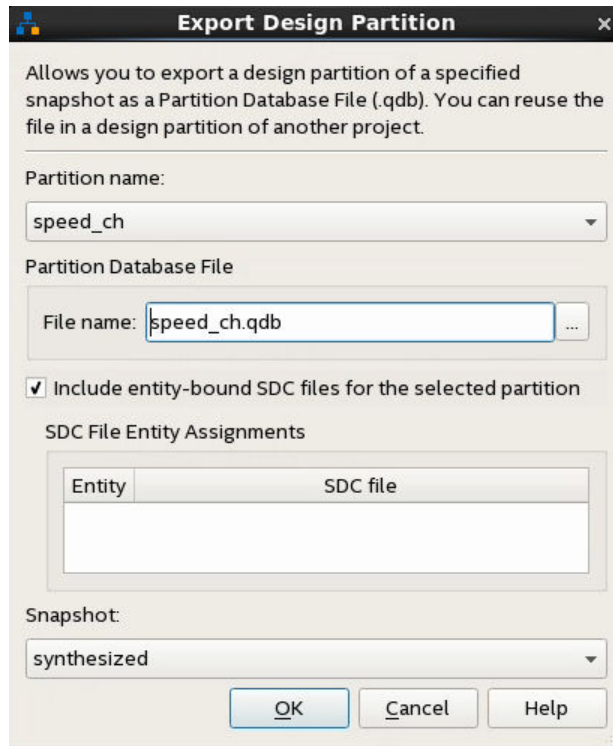 Export Design Partition
Allows you to export a design partition of a specified
snapshot as a Partition Database File (.qdb). You can reuse the
file in a design partition of another project.
Partition name:
speed_ch
Partition Database File
File name: speed_ch.qdb ...
Include entity-bound SDC files for the selected partition
SDC File Entity Assignments
Entity SDC file
Snapshot:
synthesized
OK Cancel Help